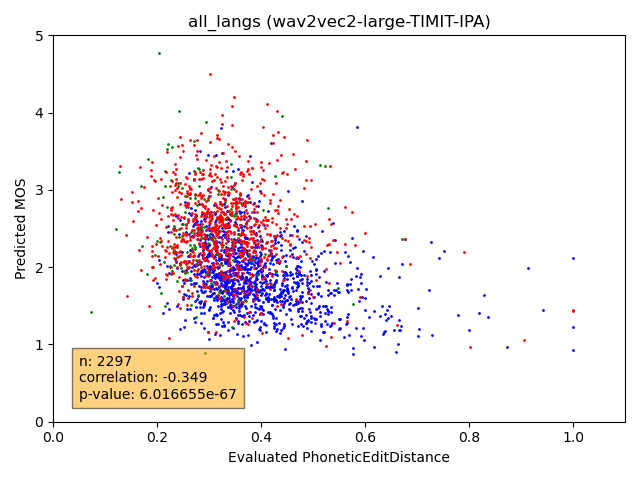 all_langs (wav2vec2-large-TIMIT-IPA)
5
4
3
2
1
0
Predicted MOS
n: 2297
correlation: -0.349
p-value: 6.016655e-67
0.0 0.2 0.4 0.6 0.8 1.0
Evaluated PhoneticEditDistance